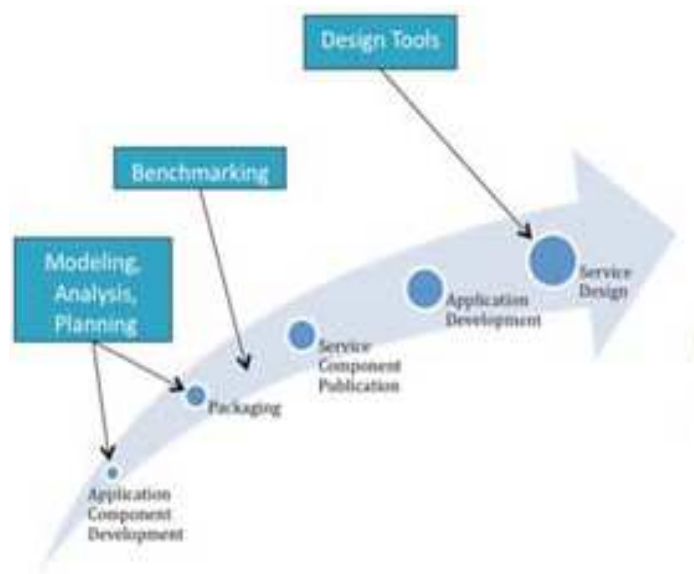 Design Tools
Benchmarking
Modeling,
Analysis,
Planning
Service
Design
Application
Development
Service
Component
Publication
Packaging
Application
Component
Development